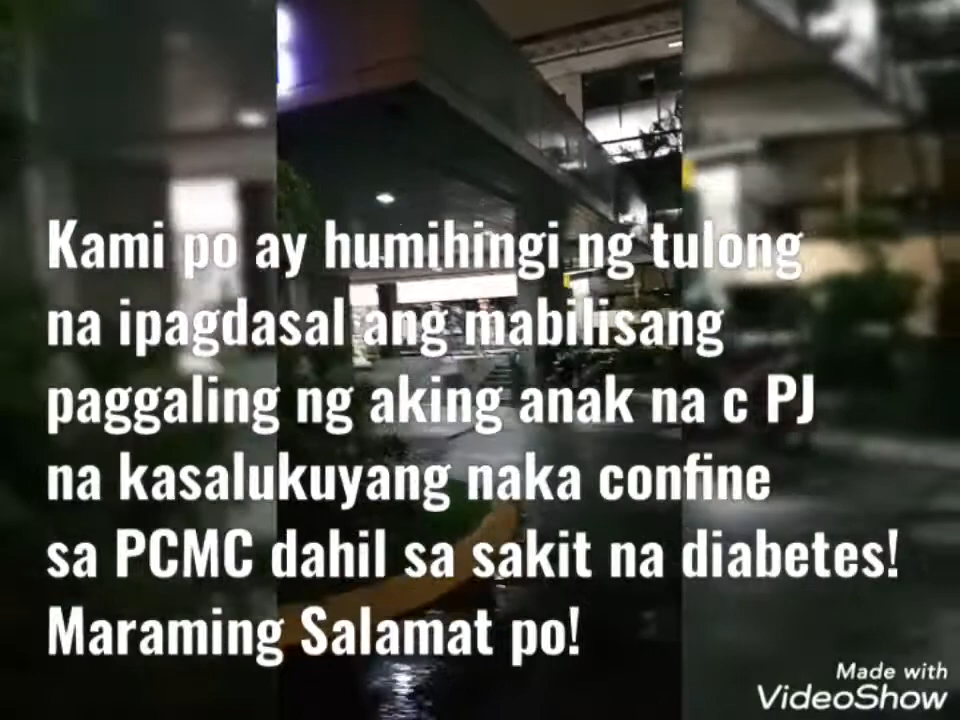 Kami po ay humihingi ng tulong
na ipagdasal ang mabilisang
paggaling ng aking anak na c PJ
na kasalukuyang naka confine
sa PCMC dahil sa sakit na diabetes!
Maraming Salamat po!
Made with
VideoShow